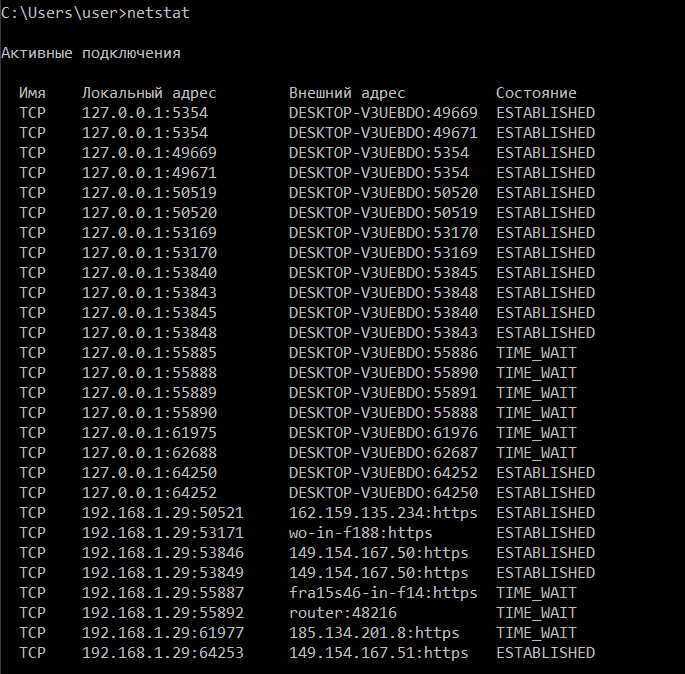 C:\Users\user>netstat
Активные подключения
Имя Локальный адрес Внешний адрес Состояние
TCP 127.0.0.1:5354 DESKTOP-V3UEBDO:49669 ESTABLISHED
TCP 127.0.0.1:5354 DESKTOP-V3UEBDO:49671 ESTABLISHED
TCP 127.0.0.1:49669 DESKTOP-V3UEBDO:5354 ESTABLISHED
TCP 127.0.0.1:49671 DESKTOP-V3UEBDO:5354 ESTABLISHED
TCP 127.0.0.1:50519 DESKTOP-V3UEBDO:50520 ESTABLISHED
TCP 127.0.0.1:50520 DESKTOP-V3UEBDO:50519 ESTABLISHED
TCP 127.0.0.1:53169 DESKTOP-V3UEBDO:53170 ESTABLISHED
TCP 127.0.0.1:53170 DESKTOP-V3UEBDO:53169 ESTABLISHED
TCP 127.0.0.1:53840 DESKTOP-V3UEBDO:53845 ESTABLISHED
TCP 127.0.0.1:53843 DESKTOP-V3UEBDO:53848 ESTABLISHED
TCP 127.0.0.1:53845 DESKTOP-V3UEBDO:53840 ESTABLISHED
TCP 127.0.0.1:53848 DESKTOP-V3UEBDO:53843 ESTABLISHED
TCP 127.0.0.1:55885 DESKTOP-V3UEBDO:55886 TIME_WAIT
TCP 127.0.0.1:55888 DESKTOP-V3UEBDO:55890 TIME_WAIT
TCP 127.0.0.1:55889 DESKTOP-V3UEBDO:55891 TIME_WAIT
TCP 127.0.0.1:55890 DESKTOP-V3UEBDO:55888 TIME_WAIT
TCP 127.0.0.1:61975 DESKTOP-V3UEBDO:61976 TIME_WAIT
TCP 127.0.0.1:62688 DESKTOP-V3UEBDO:62687 TIME_WAIT
TCP 127.0.0.1:64250 DESKTOP-V3UEBDO:64252 ESTABLISHED
TCP 127.0.0.1:64252 DESKTOP-V3UEBDO:64250 ESTABLISHED
TCP 192.168.1.29:50521 162.159.135.234:https ESTABLISHED
TCP 192.168.1.29:53171 wo-in-f188:https ESTABLISHED
TCP 192.168.1.29:53846 149.154.167.50:https ESTABLISHED
TCP 192.168.1.29:53849 149.154.167.50:https ESTABLISHED
TCP 192.168.1.29:55887 fra15s46-in-f14:https TIME_WAIT
TCP 192.168.1.29:55892 router:48216 TIME_WAIT
TCP 192.168.1.29:61977 185.134.201.8:https TIME_WAIT
TCP 192.168.1.29:64253 149.154.167.51:https ESTABLISHED